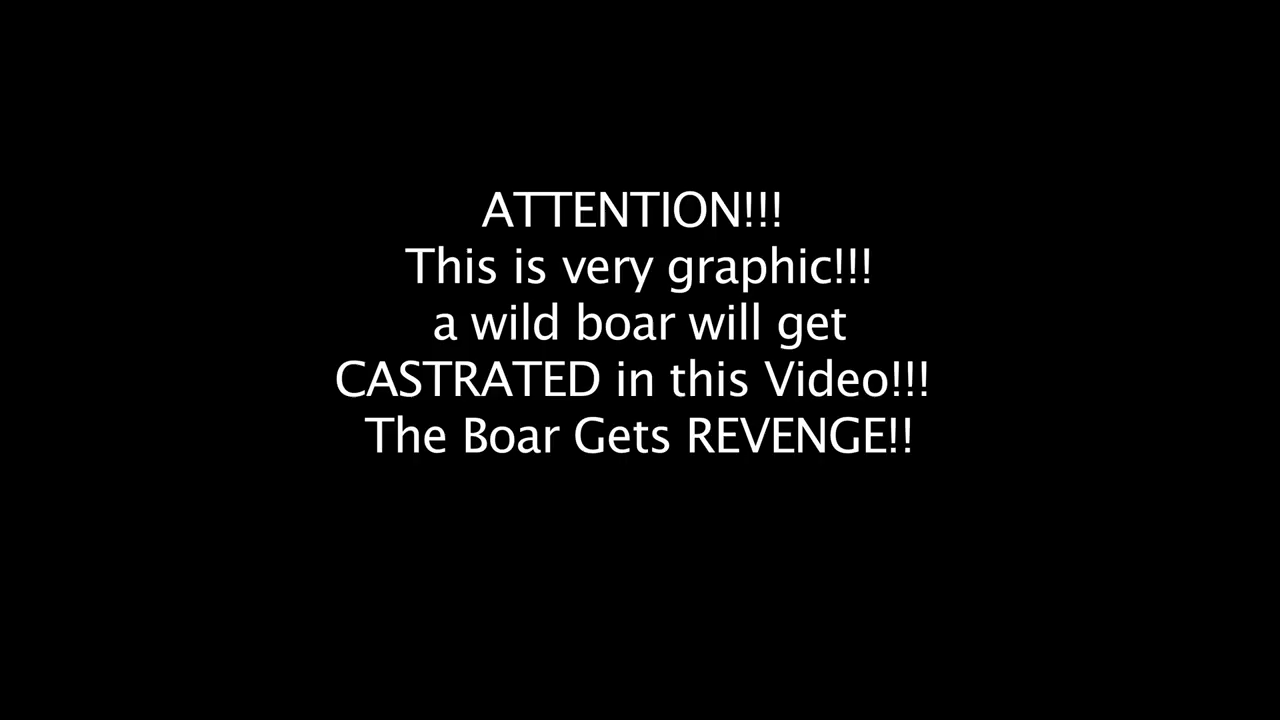 ATTENTION!!!
This is very graphic!!!
a wild boar will get
CASTRATED in this Video!!!
The Boar Gets REVENGE!!